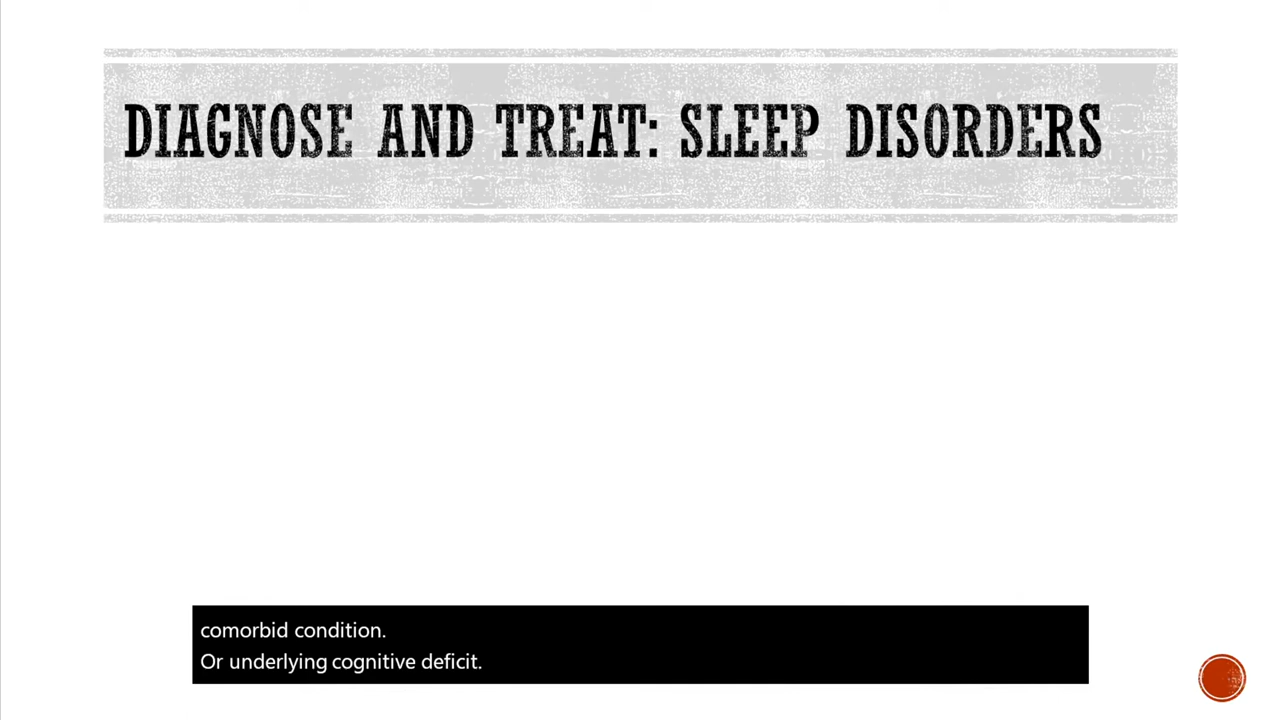 DIAGNOSE AND TREAT: SLEEP DISORDERS
comorbid condition.
Or underlying cognitive deficit.